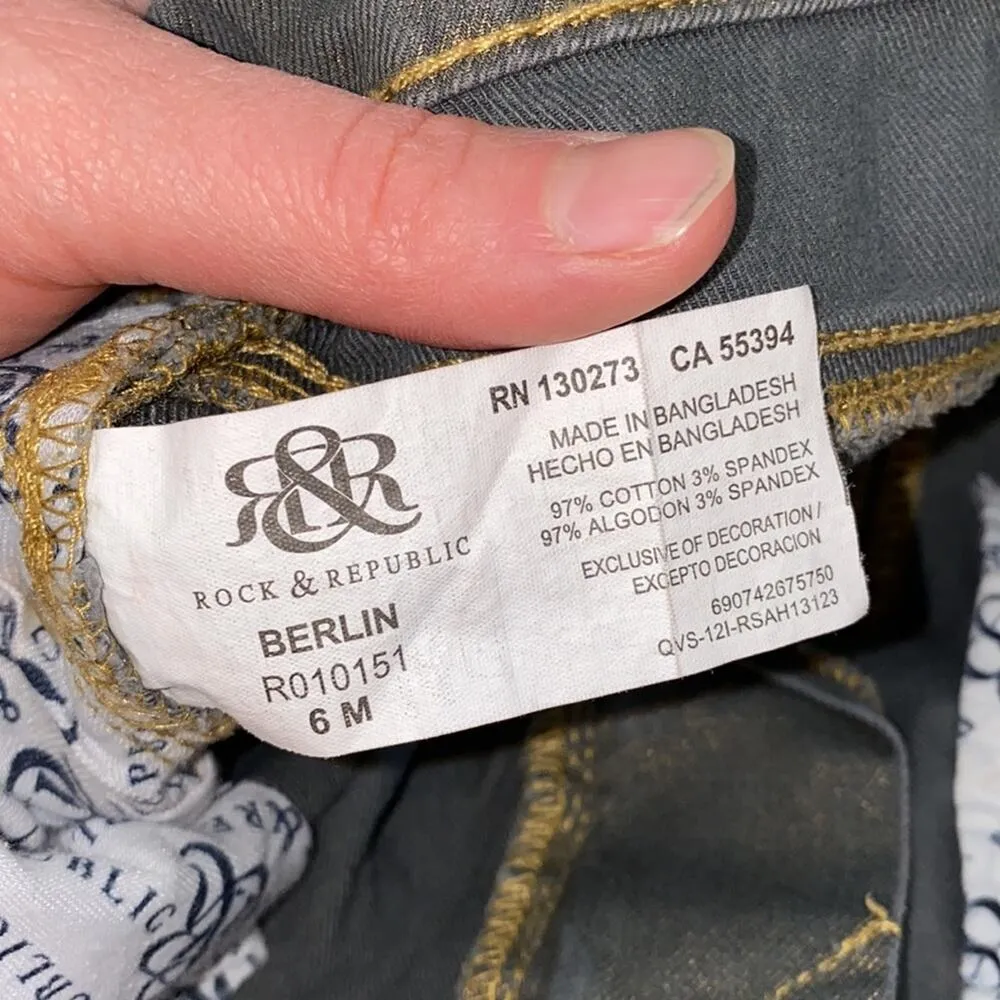 R&R
ROCK & REPUBLIC
BERLIN
R010151
6 M
RN 130273 CA 55394
MADE IN BANGLADESH
HECHO EN BANGLADESH
97% COTTON 3% SPANDEX
97% ALGODON 3% SPANDEX
EXCLUSIVE OF DECORATION /
EXCEPTO DECORACION
690742675750
QVS-12I-RSAH13123